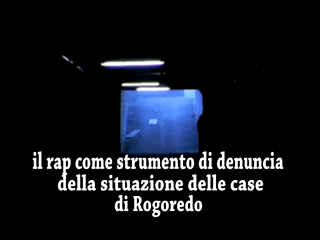 il rap come strumento di denuncia
della situazione delle case
di Rogoredo